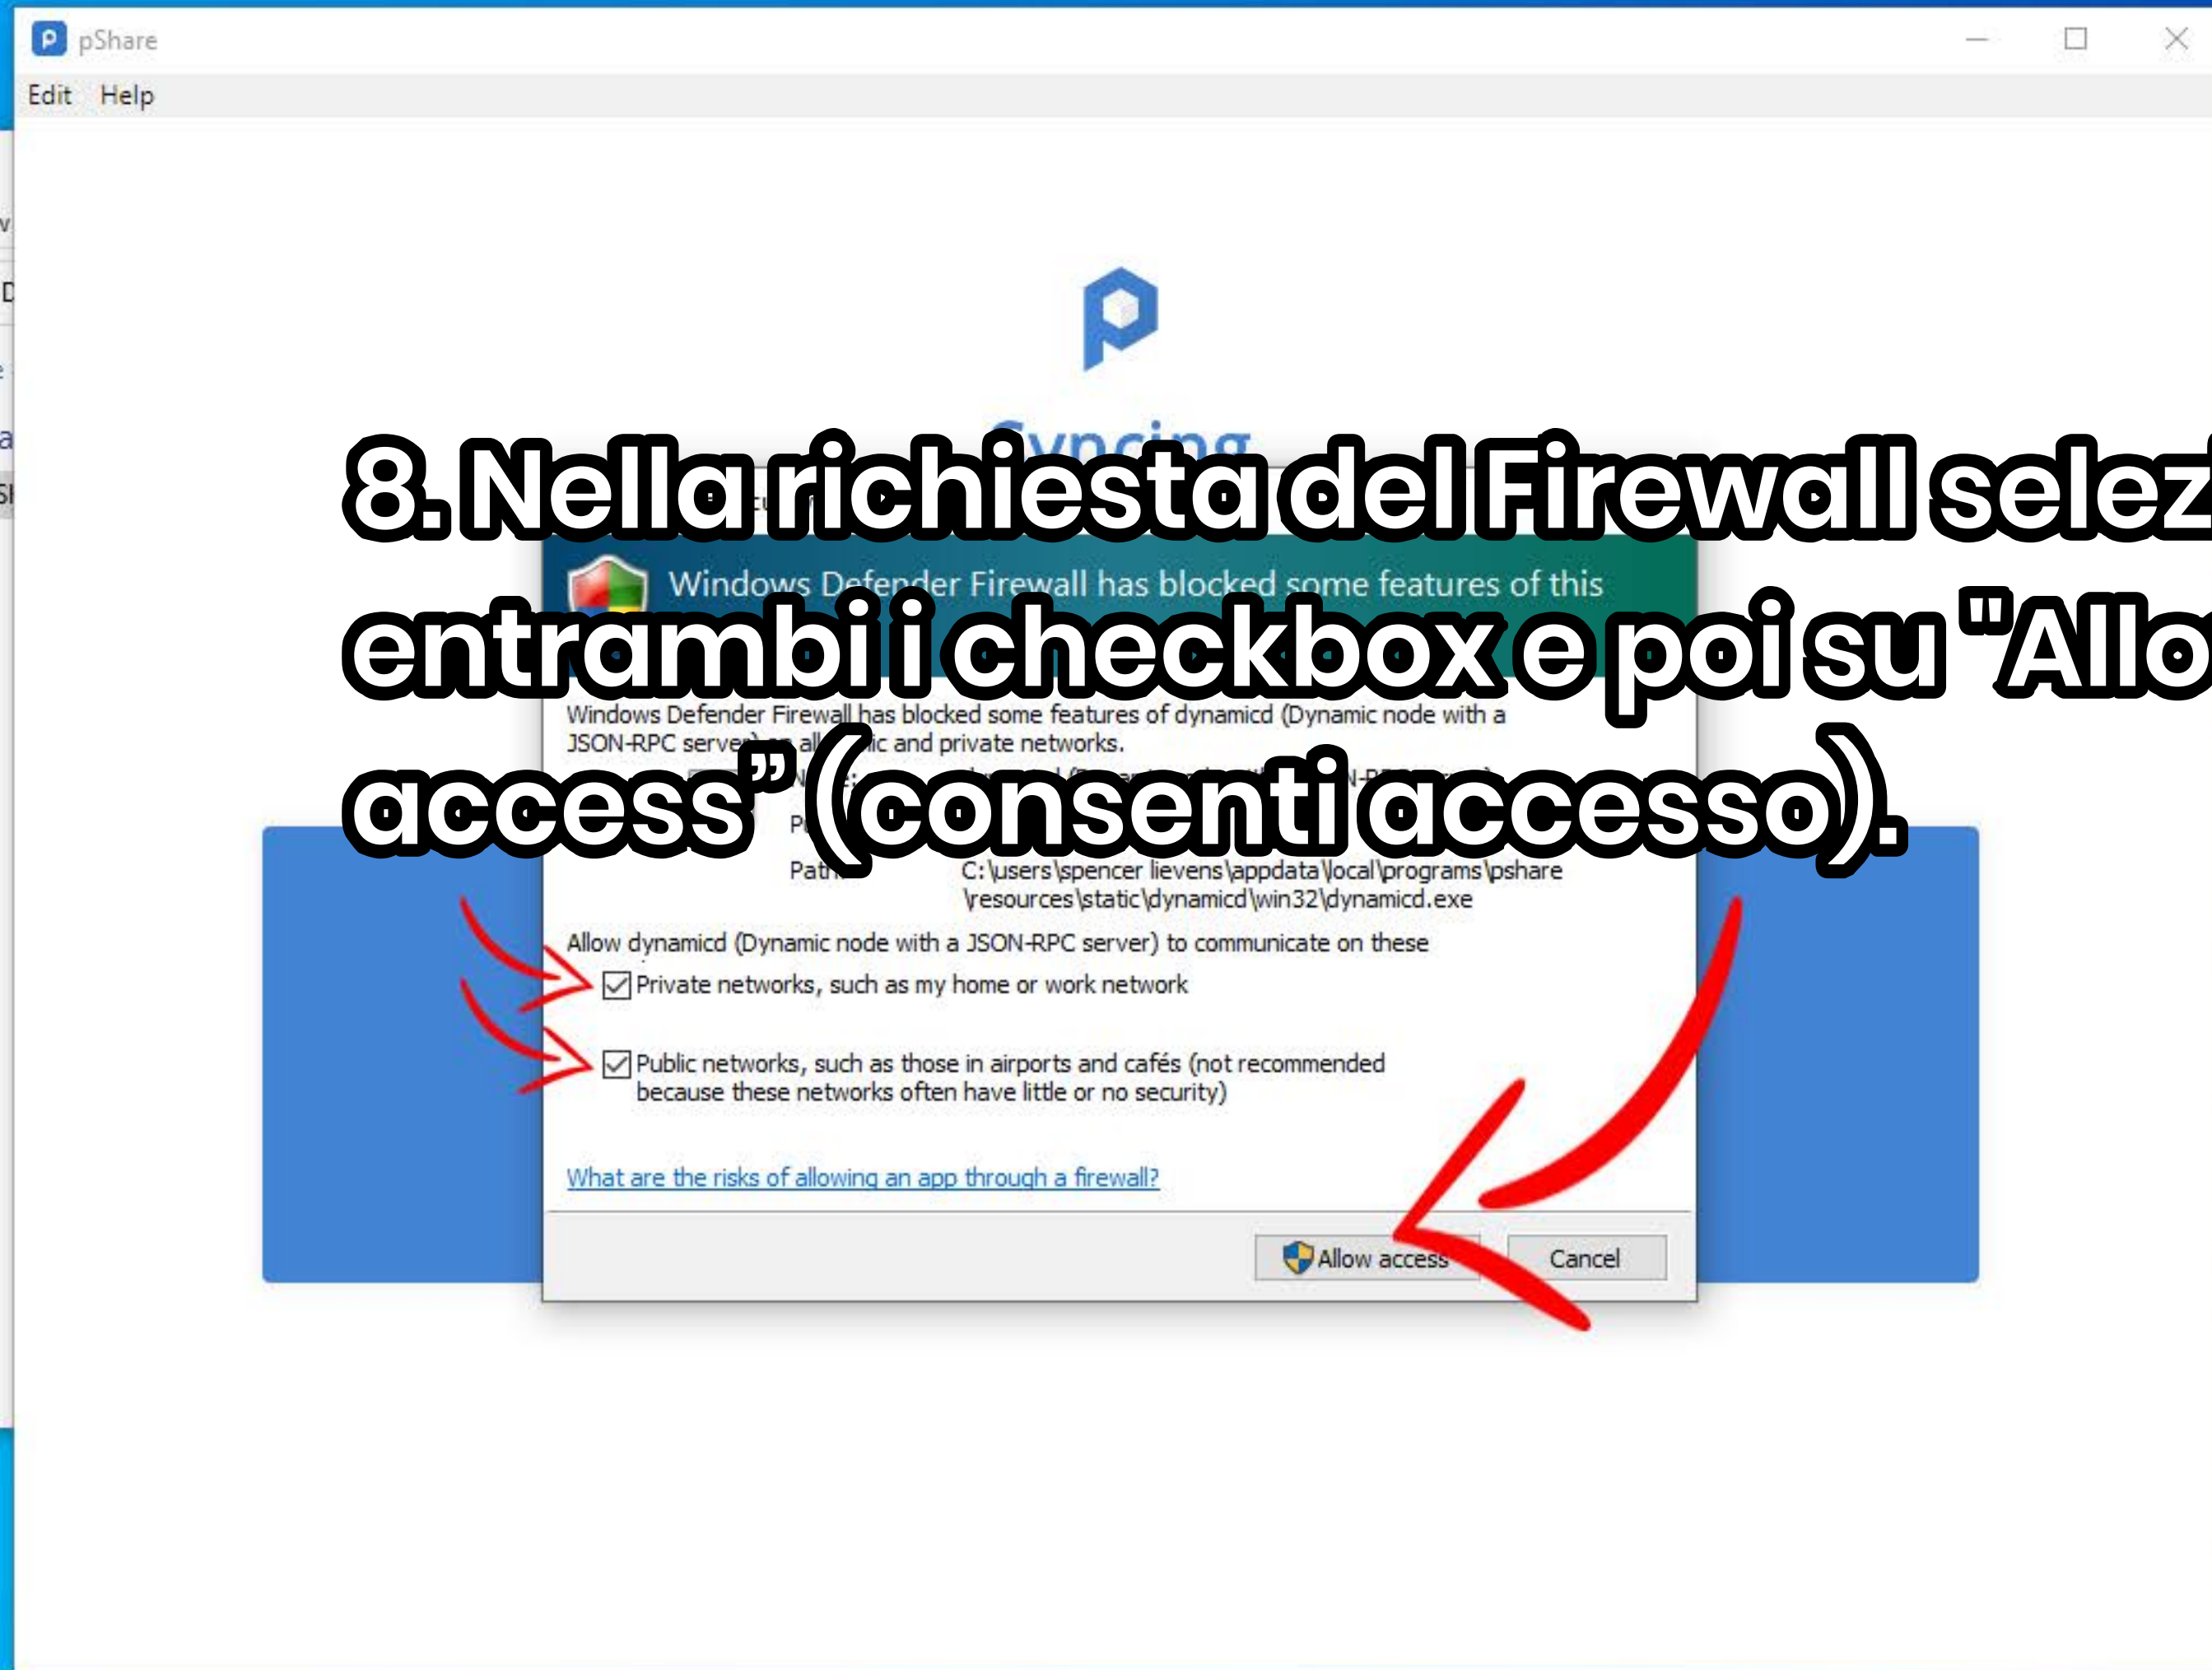 pShare
Edit Help
Syncing
8. Nella richiesta del Firewall
entrambi i checkbox e poi su
access” (consenti accesso).
Windows Defender Firewall has blocked some features of this
Windows Defender Firewall has blocked some features of dynamicd (Dynamic node with a
JSON-RPC server) and private networks.
Path:
C:\users\spencer lievens\appdata\local\programs\pshare
\resources\static\dynamicd\win32\dynamicd.exe
Allow dynamicd (Dynamic node with a JSON-RPC server) to communicate on these
Private networks, such as my home or work network
Public networks, such as those in airports and cafés (not recommended
because these networks often have little or no security)
What are the risks of allowing an app through a firewall?
Allow access Cancel